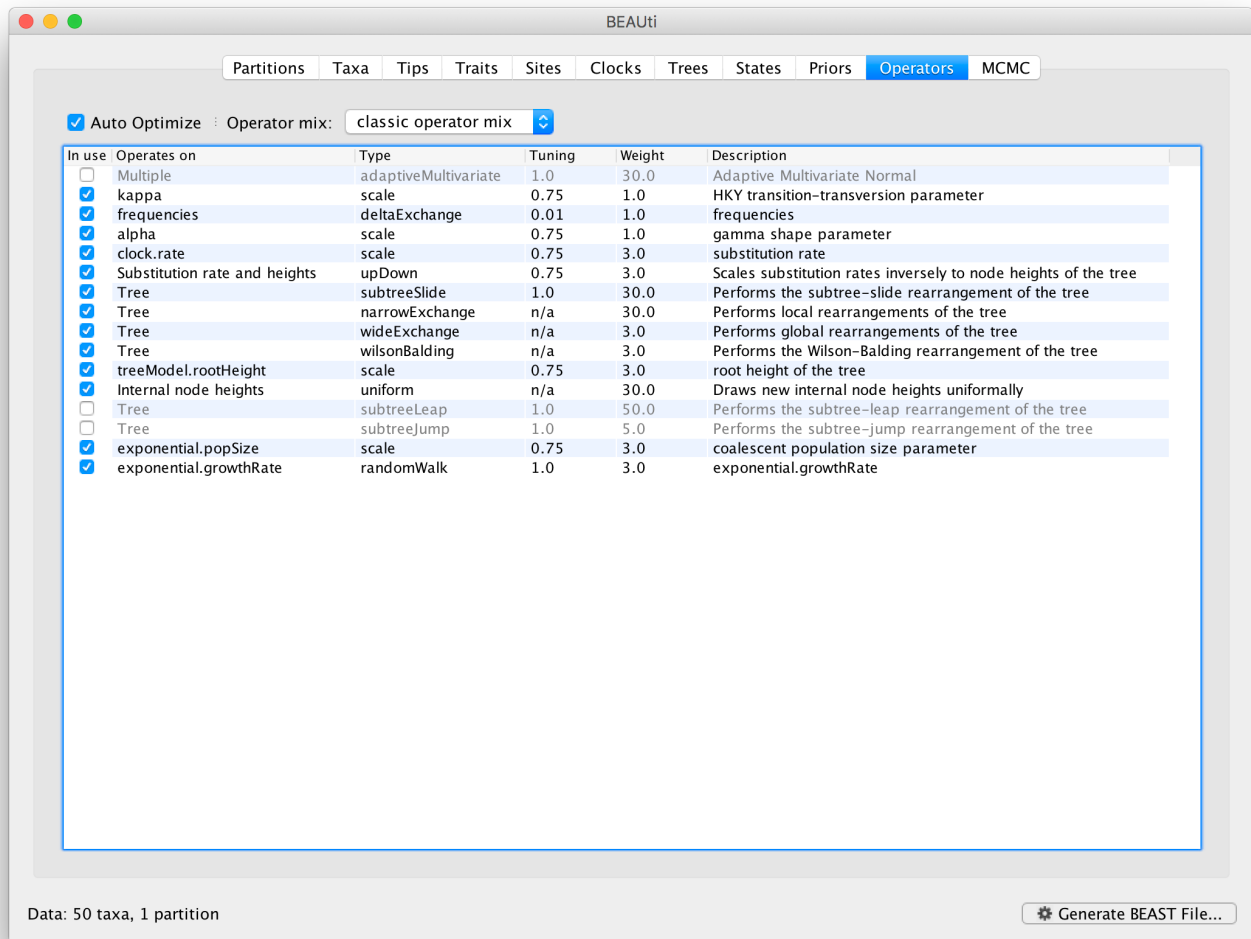 BEAUti
Partitions Taxa Tips Traits Sites Clocks Trees States Priors Operators MCMC
Auto Optimize Operator mix: classic operator mix
In use Operates on Type Tuning Weight Description
Multiple adaptiveMultivariate 1.0 30.0 Adaptive Multivariate Normal
kappa scale 0.75 1.0 HKY transition-transversion parameter
frequencies deltaExchange 0.01 1.0 frequencies
alpha scale 0.75 1.0 gamma shape parameter
clock.rate scale 0.75 3.0 substitution rate
Substitution rate and heights upDown 0.75 3.0 Scales substitution rates inversely to node heights of the tree
Tree subtreeSlide 1.0 30.0 Performs the subtree-slide rearrangement of the tree
Tree narrowExchange n/a 30.0 Performs local rearrangements of the tree
Tree wideExchange n/a 3.0 Performs global rearrangements of the tree
Tree wilsonBalding n/a 3.0 Performs the Wilson-Balding rearrangement of the tree
treeModel.rootHeight scale 0.75 3.0 root height of the tree
Internal node heights uniform n/a 30.0 Draws new internal node heights uniformally
Tree subtreeLeap 1.0 50.0 Performs the subtree-leap rearrangement of the tree
Tree subtreeJump 1.0 5.0 Performs the subtree-jump rearrangement of the tree
exponential.popSize scale 0.75 3.0 coalescent population size parameter
exponential.growthRate randomWalk 1.0 3.0 exponential.growthRate
Data: 50 taxa, 1 partition Generate BEAST File...